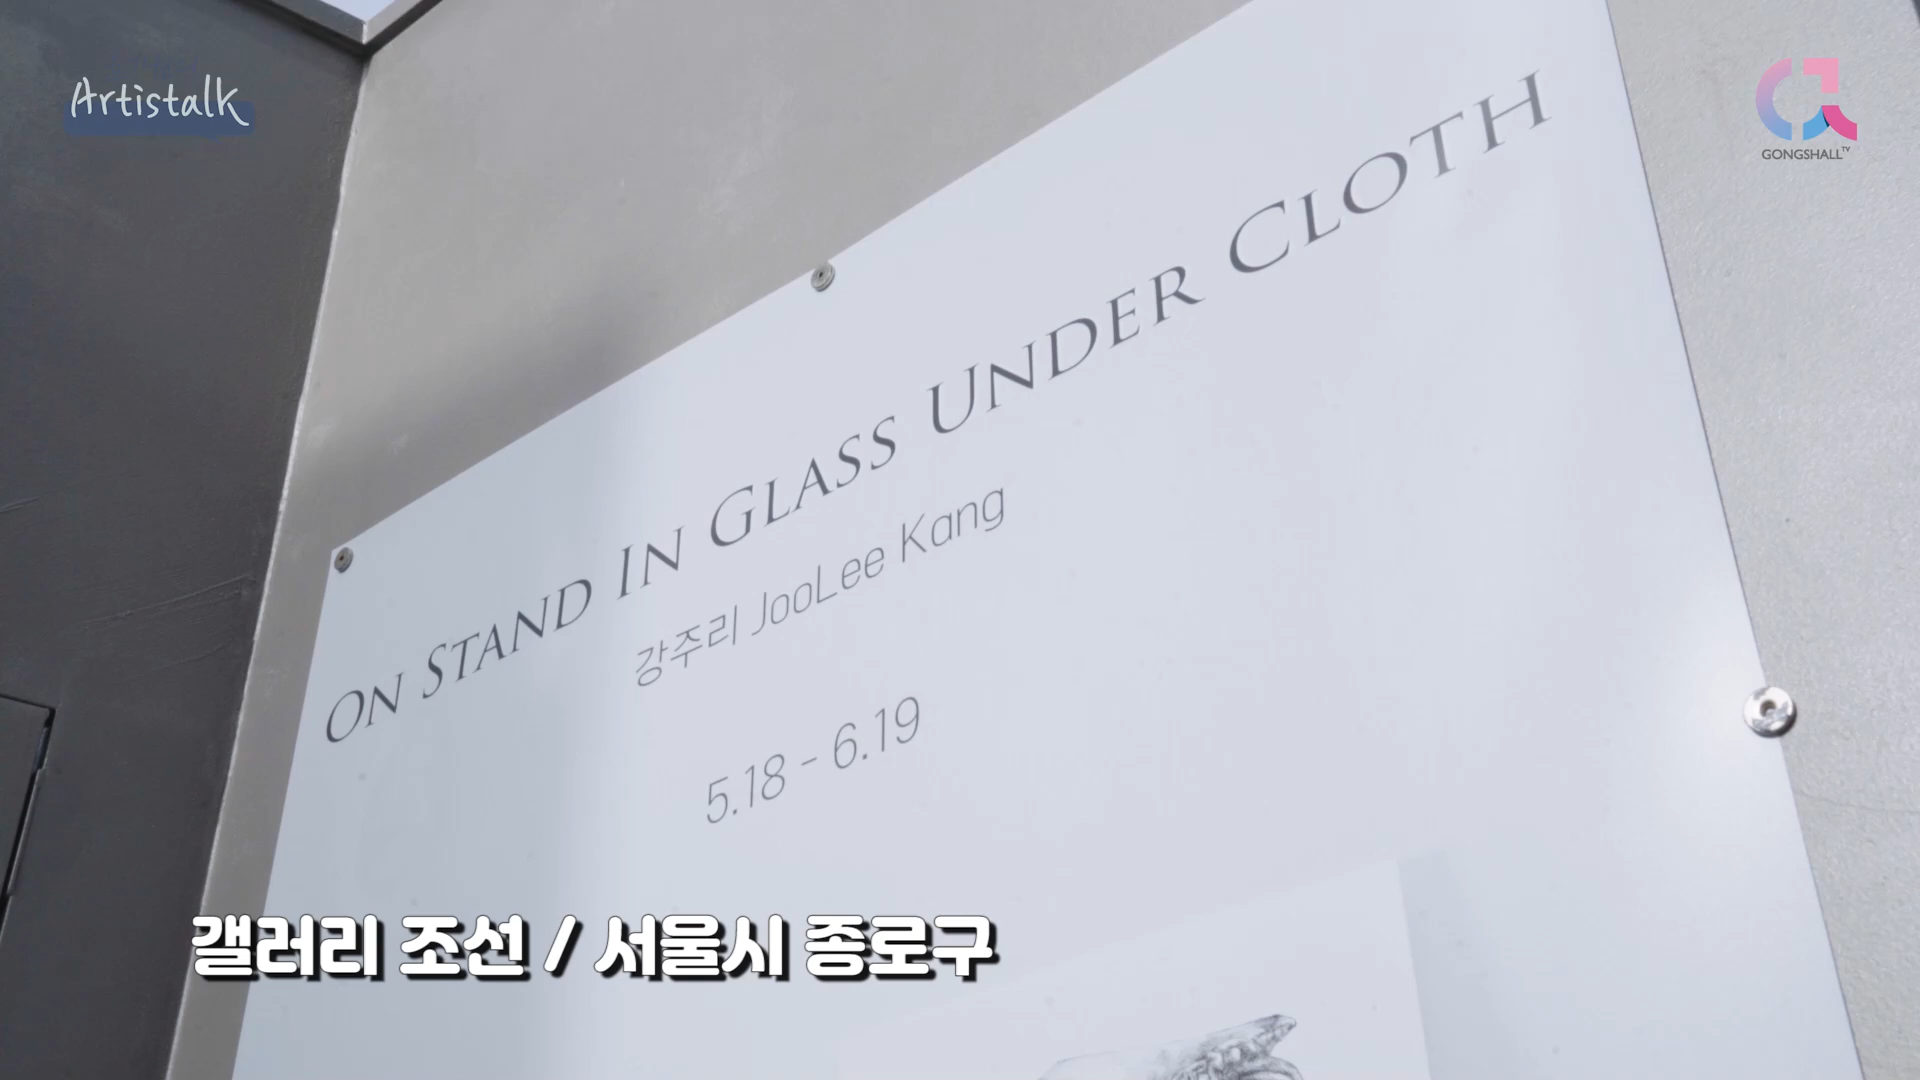 Artistalk
GONGSHALL TV
ON STAND IN GLASS UNDER CLOTH
강주리 JooLee Kang
5.18 - 6.19
갤러리 조선 / 서울시 종로구